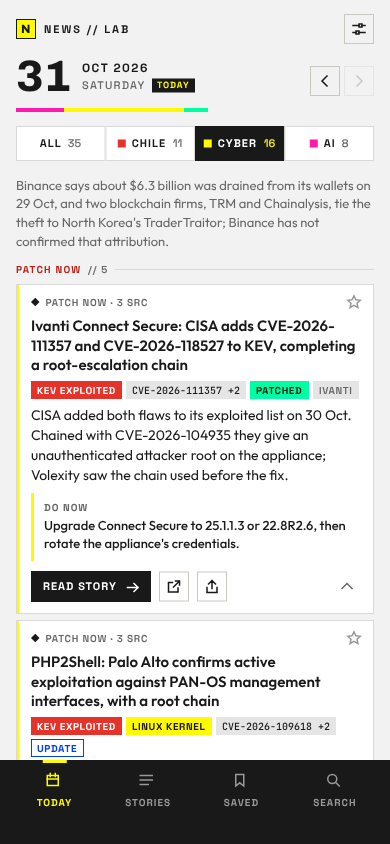 N NEWS // LAB
31 OCT 2026
SATURDAY TODAY
ALL 35 CHILE 11 CYBER 16 AI 8
Binance says about $6.3 billion was drained from its wallets on
29 Oct, and two blockchain firms, TRM and Chainalysis, tie the
theft to North Korea's TraderTraitor; Binance has not
confirmed that attribution.
PATCH NOW // 5
PATCH NOW · 3 SRC
Ivanti Connect Secure: CISA adds CVE-2026-
111357 and CVE-2026-118527 to KEV, completing
a root-escalation chain
KEV EXPLOITED CVE-2026-111357 +2 PATCHED IVANTI
CISA added both flaws to its exploited list on 30 Oct.
Chained with CVE-2026-104935 they give an
unauthenticated attacker root on the appliance;
Volexity saw the chain used before the fix.
DO NOW
Upgrade Connect Secure to 25.1.1.3 or 22.8R2.6, then
rotate the appliance's credentials.
READ STORY →
PATCH NOW · 3 SRC
PHP2Shell: Palo Alto confirms active
exploitation against PAN-OS management
interfaces, with a root chain
KEV EXPLOITED LINUX KERNEL CVE-2026-109618 +2
UPDATE
TODAY STORIES SAVED SEARCH